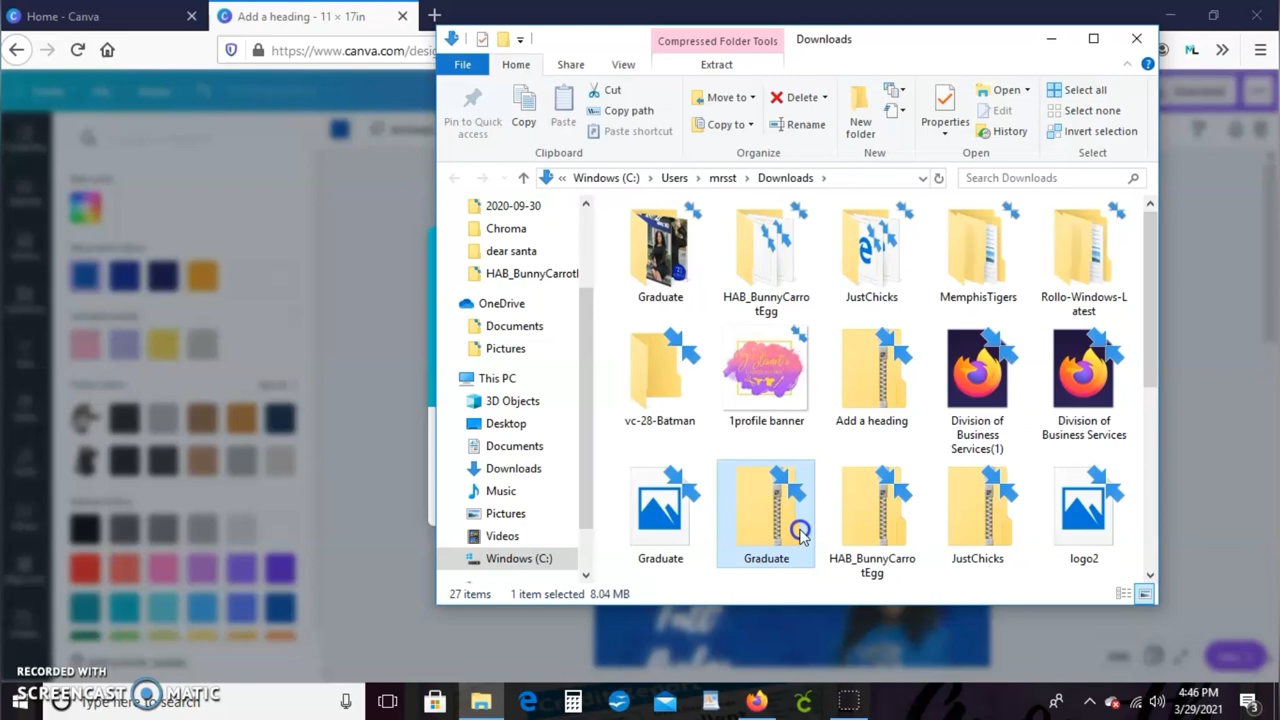 Home - Canva
Add a heading - 11 × 17in
https://www.canva.com/desig
Compressed Folder Tools
Downloads
File
Home
Share
View
Extract
Pin to Quick access
Copy
Paste
Cut
Copy path
Paste shortcut
Move to
Copy to
Delete
Rename
New folder
Properties
Open
Edit
History
Select all
Select none
Invert selection
Clipboard
Organize
New
Open
Select
« Windows (C:) > Users > mrsst > Downloads >
Search Downloads
2020-09-30
Chroma
dear santa
HAB_BunnyCarrotI
OneDrive
Documents
Pictures
This PC
3D Objects
Desktop
Documents
Downloads
Music
Pictures
Videos
Windows (C:)
Graduate
HAB_BunnyCarrotEgg
JustChicks
MemphisTigers
Rollo-Windows-Latest
vc-28-Batman
1profile banner
Add a heading
Division of Business Services(1)
Division of Business Services
Graduate
Graduate
HAB_BunnyCarrotEgg
JustChicks
logo2
27 items
1 item selected 8.04 MB
RECORDED WITH
SCREENCAST MATIC
Type here to search
4:46 PM
3/29/2021
3